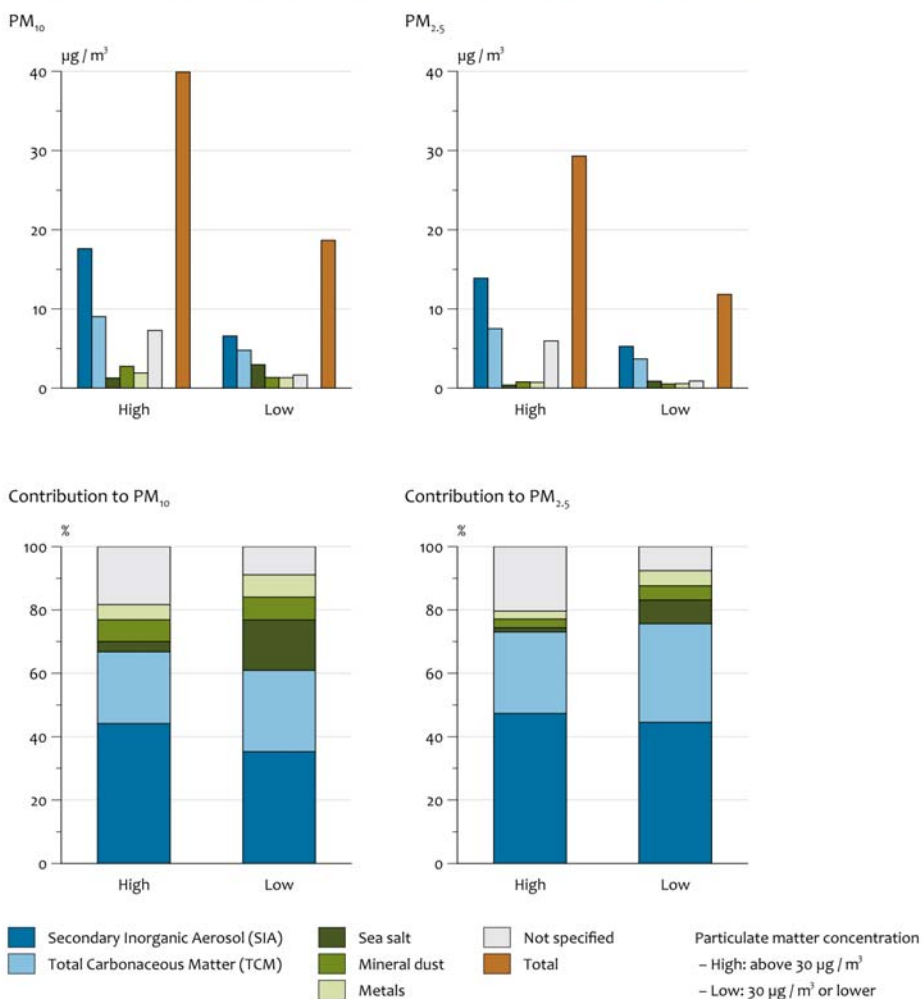 PM₁₀
µg / m³
40
30
20
10
0
High
Low
PM₂.₅
µg / m³
40
30
20
10
0
High
Low
Contribution to PM₁₀
%
100
80
60
40
20
0
High
Low
Contribution to PM₂.₅
%
100
80
60
40
20
0
High
Low
Secondary Inorganic Aerosol (SIA)
Total Carbonaceous Matter (TCM)
Sea salt
Mineral dust
Metals
Not specified
Total
Particulate matter concentration
– High: above 30 µg / m³
– Low: 30 µg / m³ or lower